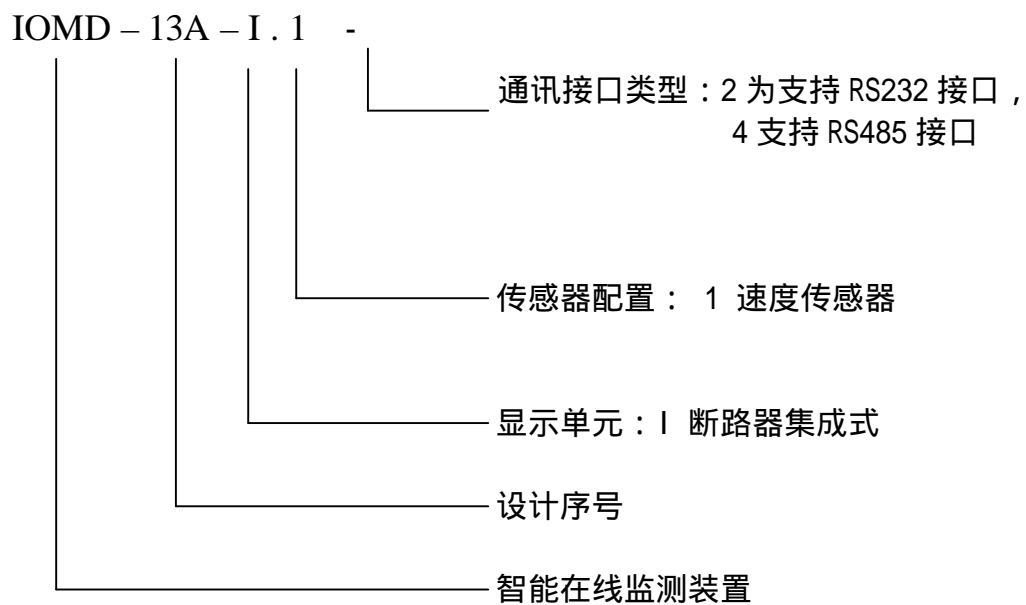 IOMD – 13A – I . 1 -
通讯接口类型：2 为支持 RS232 接口，
4 支持 RS485 接口
传感器配置： 1 速度传感器
显示单元：I 断路器集成式
设计序号
智能在线监测装置